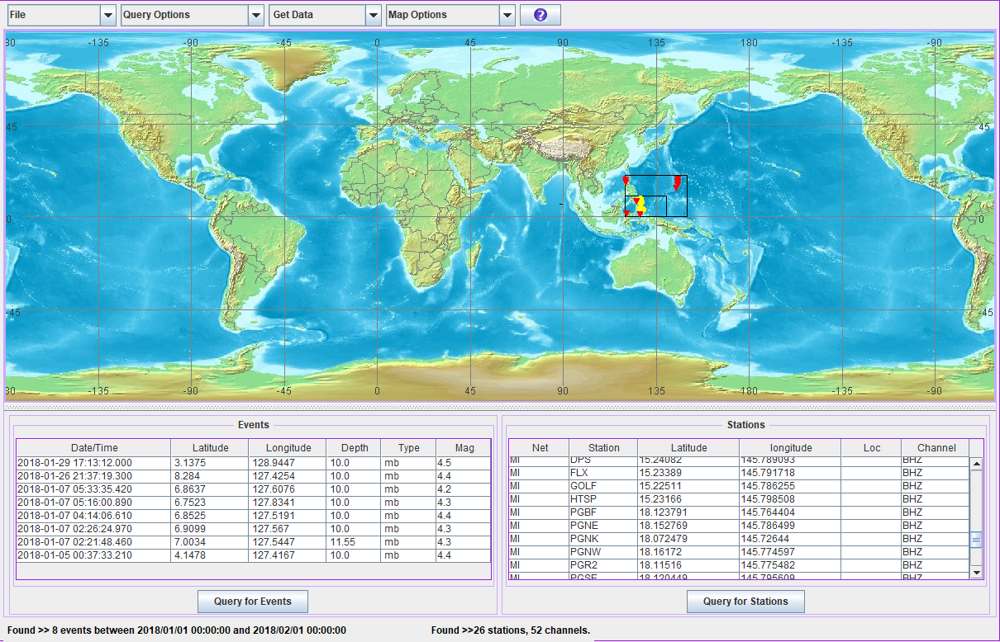 File Query Options Get Data Map Options ?
-135 -90 -45 0 45 90 135 180 -135 -90
45 45
0 0
-45 -45
-135 -90 -45 0 45 90 135 180 -135 -90
Events
Date/Time Latitude Longitude Depth Type Mag
2018-01-29 17:13:12.000 3.1375 128.9447 10.0 mb 4.5
2018-01-26 21:37:19.300 8.284 127.4254 10.0 mb 4.4
2018-01-07 05:33:35.420 6.8637 127.6076 10.0 mb 4.2
2018-01-07 05:16:00.890 6.7523 127.8341 10.0 mb 4.3
2018-01-07 04:14:06.610 6.8525 127.5191 10.0 mb 4.4
2018-01-07 02:26:24.970 6.9099 127.567 10.0 mb 4.3
2018-01-07 02:21:48.460 7.0034 127.5447 11.55 mb 4.3
2018-01-05 00:37:33.210 4.1478 127.4167 10.0 mb 4.4
Query for Events
Stations
Net Station Latitude longitude Loc Channel
MI DPS 15.24082 145.789093 BHZ
MI FLX 15.23389 145.791718 BHZ
MI GOLF 15.22511 145.786255 BHZ
MI HTSP 15.23166 145.798508 BHZ
MI PGBF 18.123791 145.764404 BHZ
MI PGNE 18.152769 145.786499 BHZ
MI PGNK 18.072479 145.72644 BHZ
MI PGNW 18.16172 145.774597 BHZ
MI PGR2 18.11516 145.775482 BHZ
MI PGSE 18.120449 145.795609 BHZ
Query for Stations
Found >> 8 events between 2018/01/01 00:00:00 and 2018/02/01 00:00:00
Found >>26 stations, 52 channels.